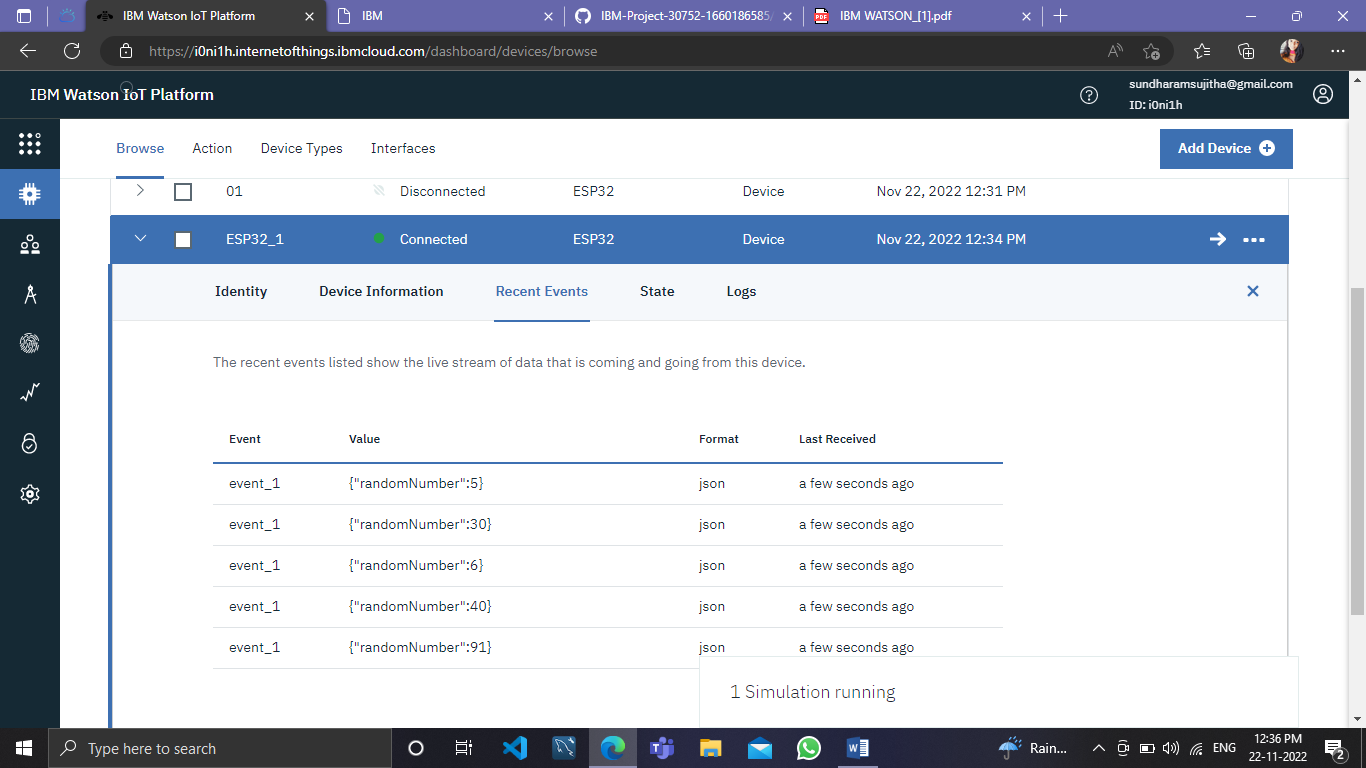 IBM Watson IoT Platform
IBM
IBM-Project-30752-1660186585/
IBM WATSON_[1].pdf
https://i0ni1h.internetofthings.ibmcloud.com/dashboard/devices/browse
IBM Watson IoT Platform
sundharamsujitha@gmail.com
ID: i0ni1h
Browse Action Device Types Interfaces Add Device
01 Disconnected ESP32 Device Nov 22, 2022 12:31 PM
ESP32_1 Connected ESP32 Device Nov 22, 2022 12:34 PM
Identity Device Information Recent Events State Logs
The recent events listed show the live stream of data that is coming and going from this device.
Event Value Format Last Received
event_1 {"randomNumber":5} json a few seconds ago
event_1 {"randomNumber":30} json a few seconds ago
event_1 {"randomNumber":6} json a few seconds ago
event_1 {"randomNumber":40} json a few seconds ago
event_1 {"randomNumber":91} json a few seconds ago
1 Simulation running
Type here to search
Rain...
ENG
12:36 PM
22-11-2022
2